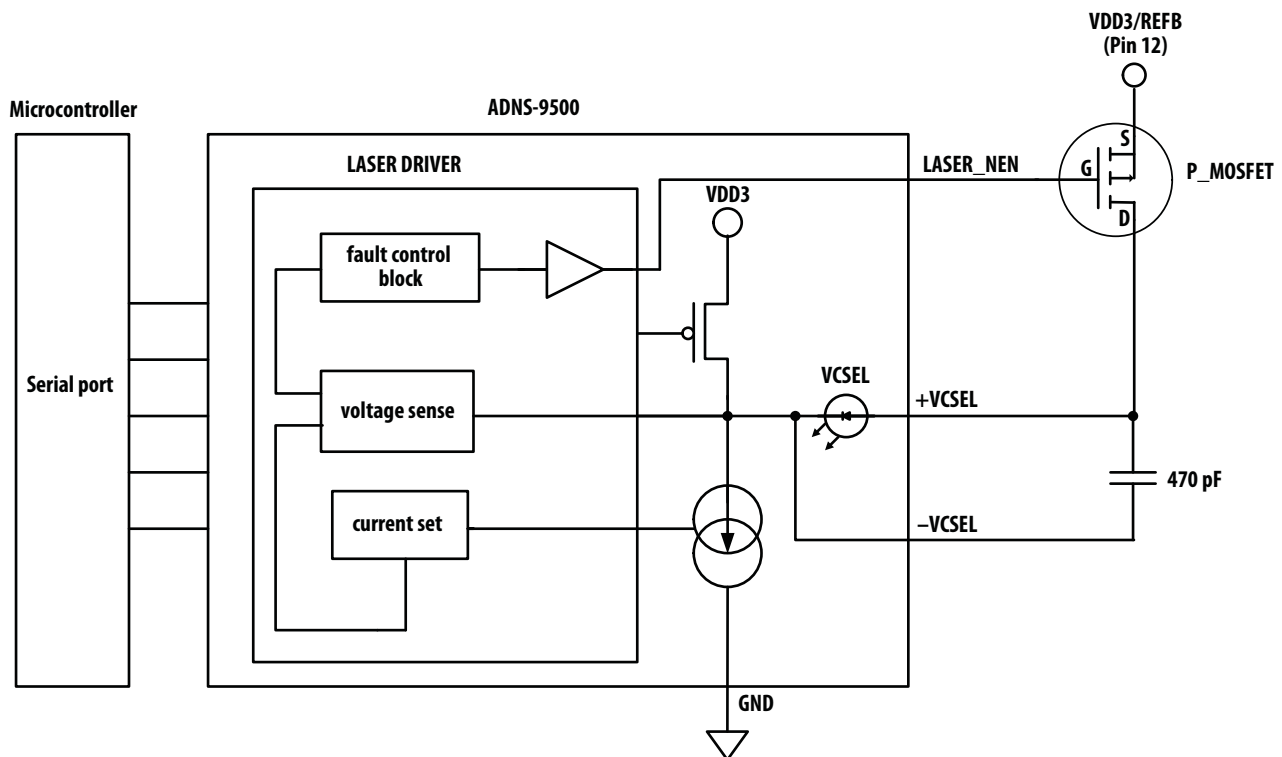 VDD3/REFB
(Pin 12)
Microcontroller
ADNS-9500
S
LASER DRIVER
LASER_NEN
G
P_MOSFET
VDD3
D
fault control
block
VCSEL
Serial port
voltage sense
+VCSEL
470 pF
current set
–VCSEL
GND